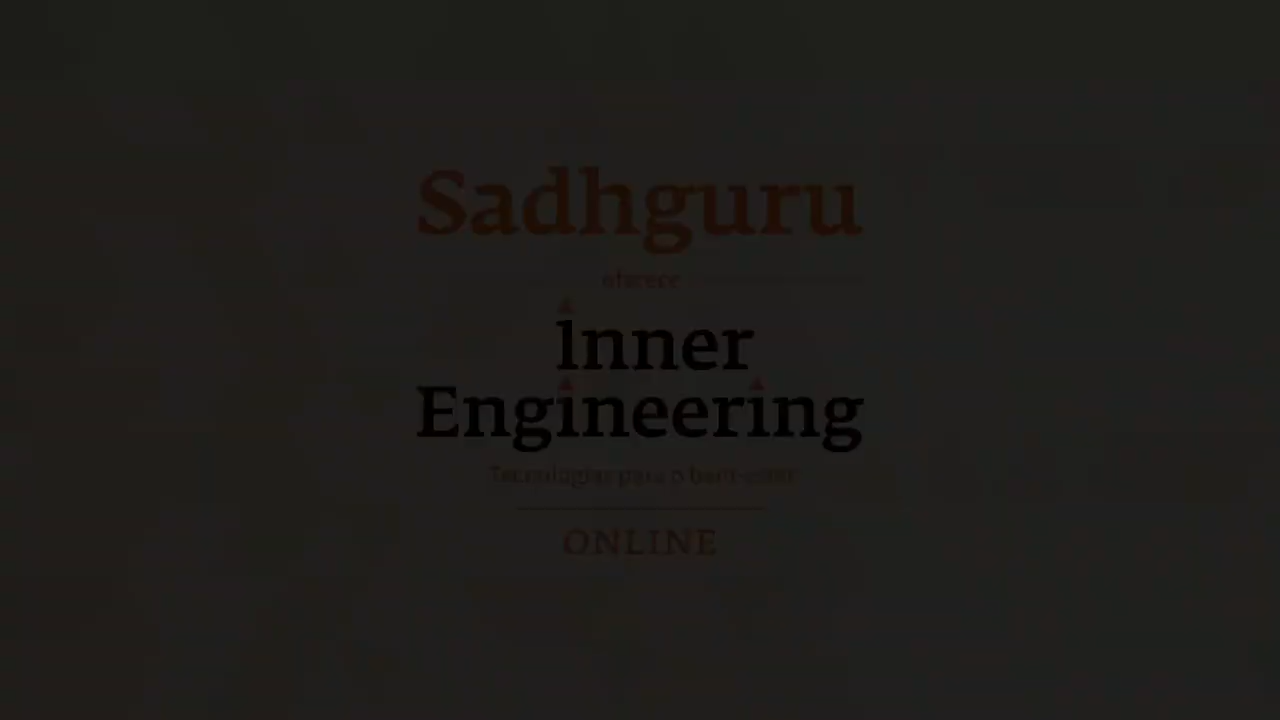 Sadhguru
oferece
Inner
Engineering
Tecnologias para o bem-estar
ONLINE